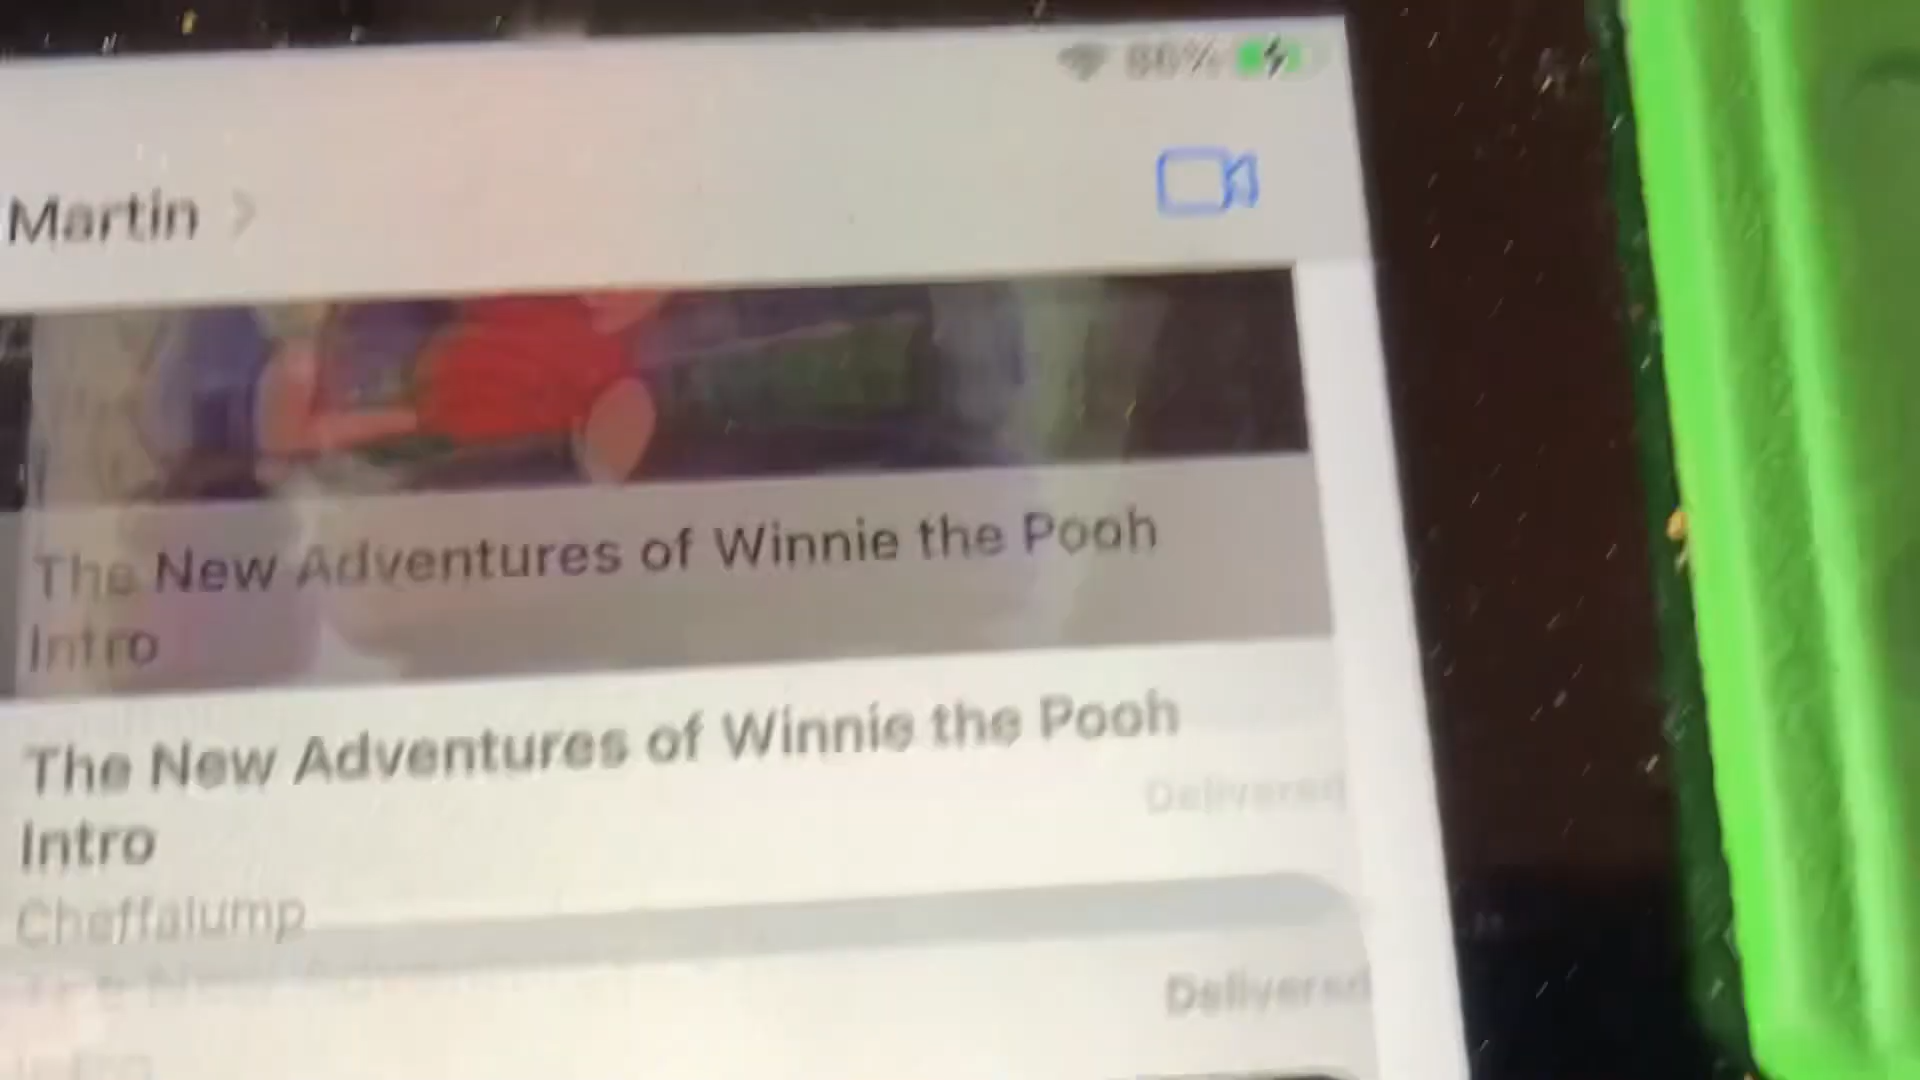 86%
Martin
The New Adventures of Winnie the Pooh
Intro
The New Adventures of Winnie the Pooh
Delivered
Intro
Cheffalump
Delivered